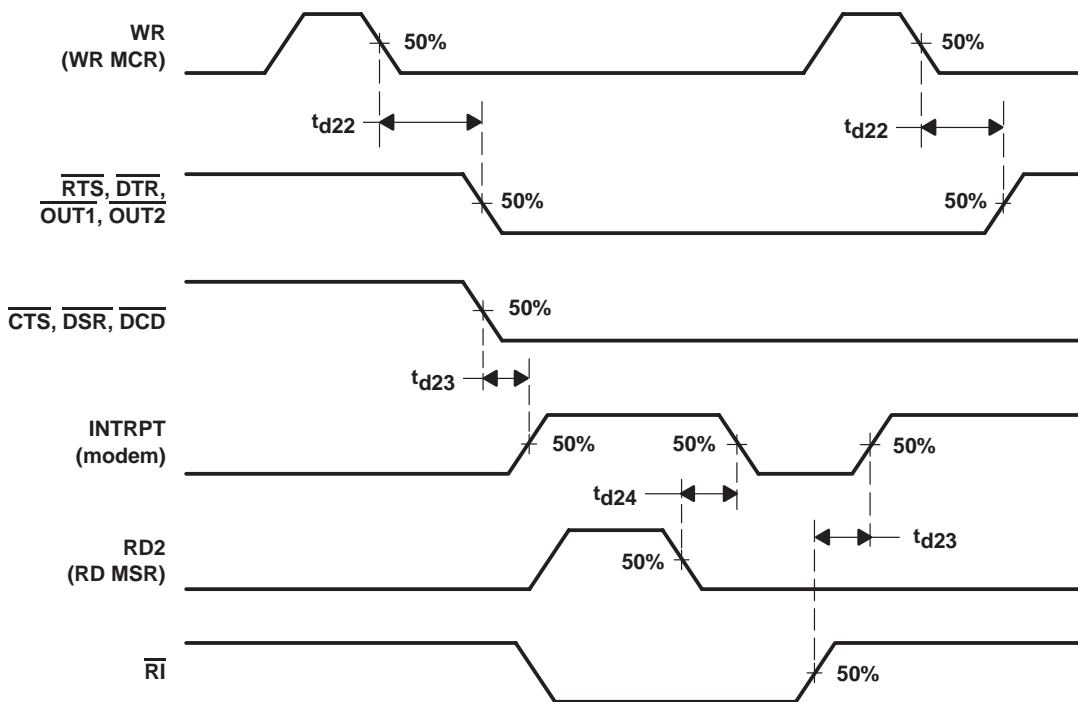 WR
(WR MCR)
50%
50%
td22
td22
RTS, DTR,
OUT1, OUT2
50%
50%
CTS, DSR, DCD
50%
td23
INTRPT
(modem)
50%
50%
50%
td24
td23
RD2
(RD MSR)
50%
RI
50%